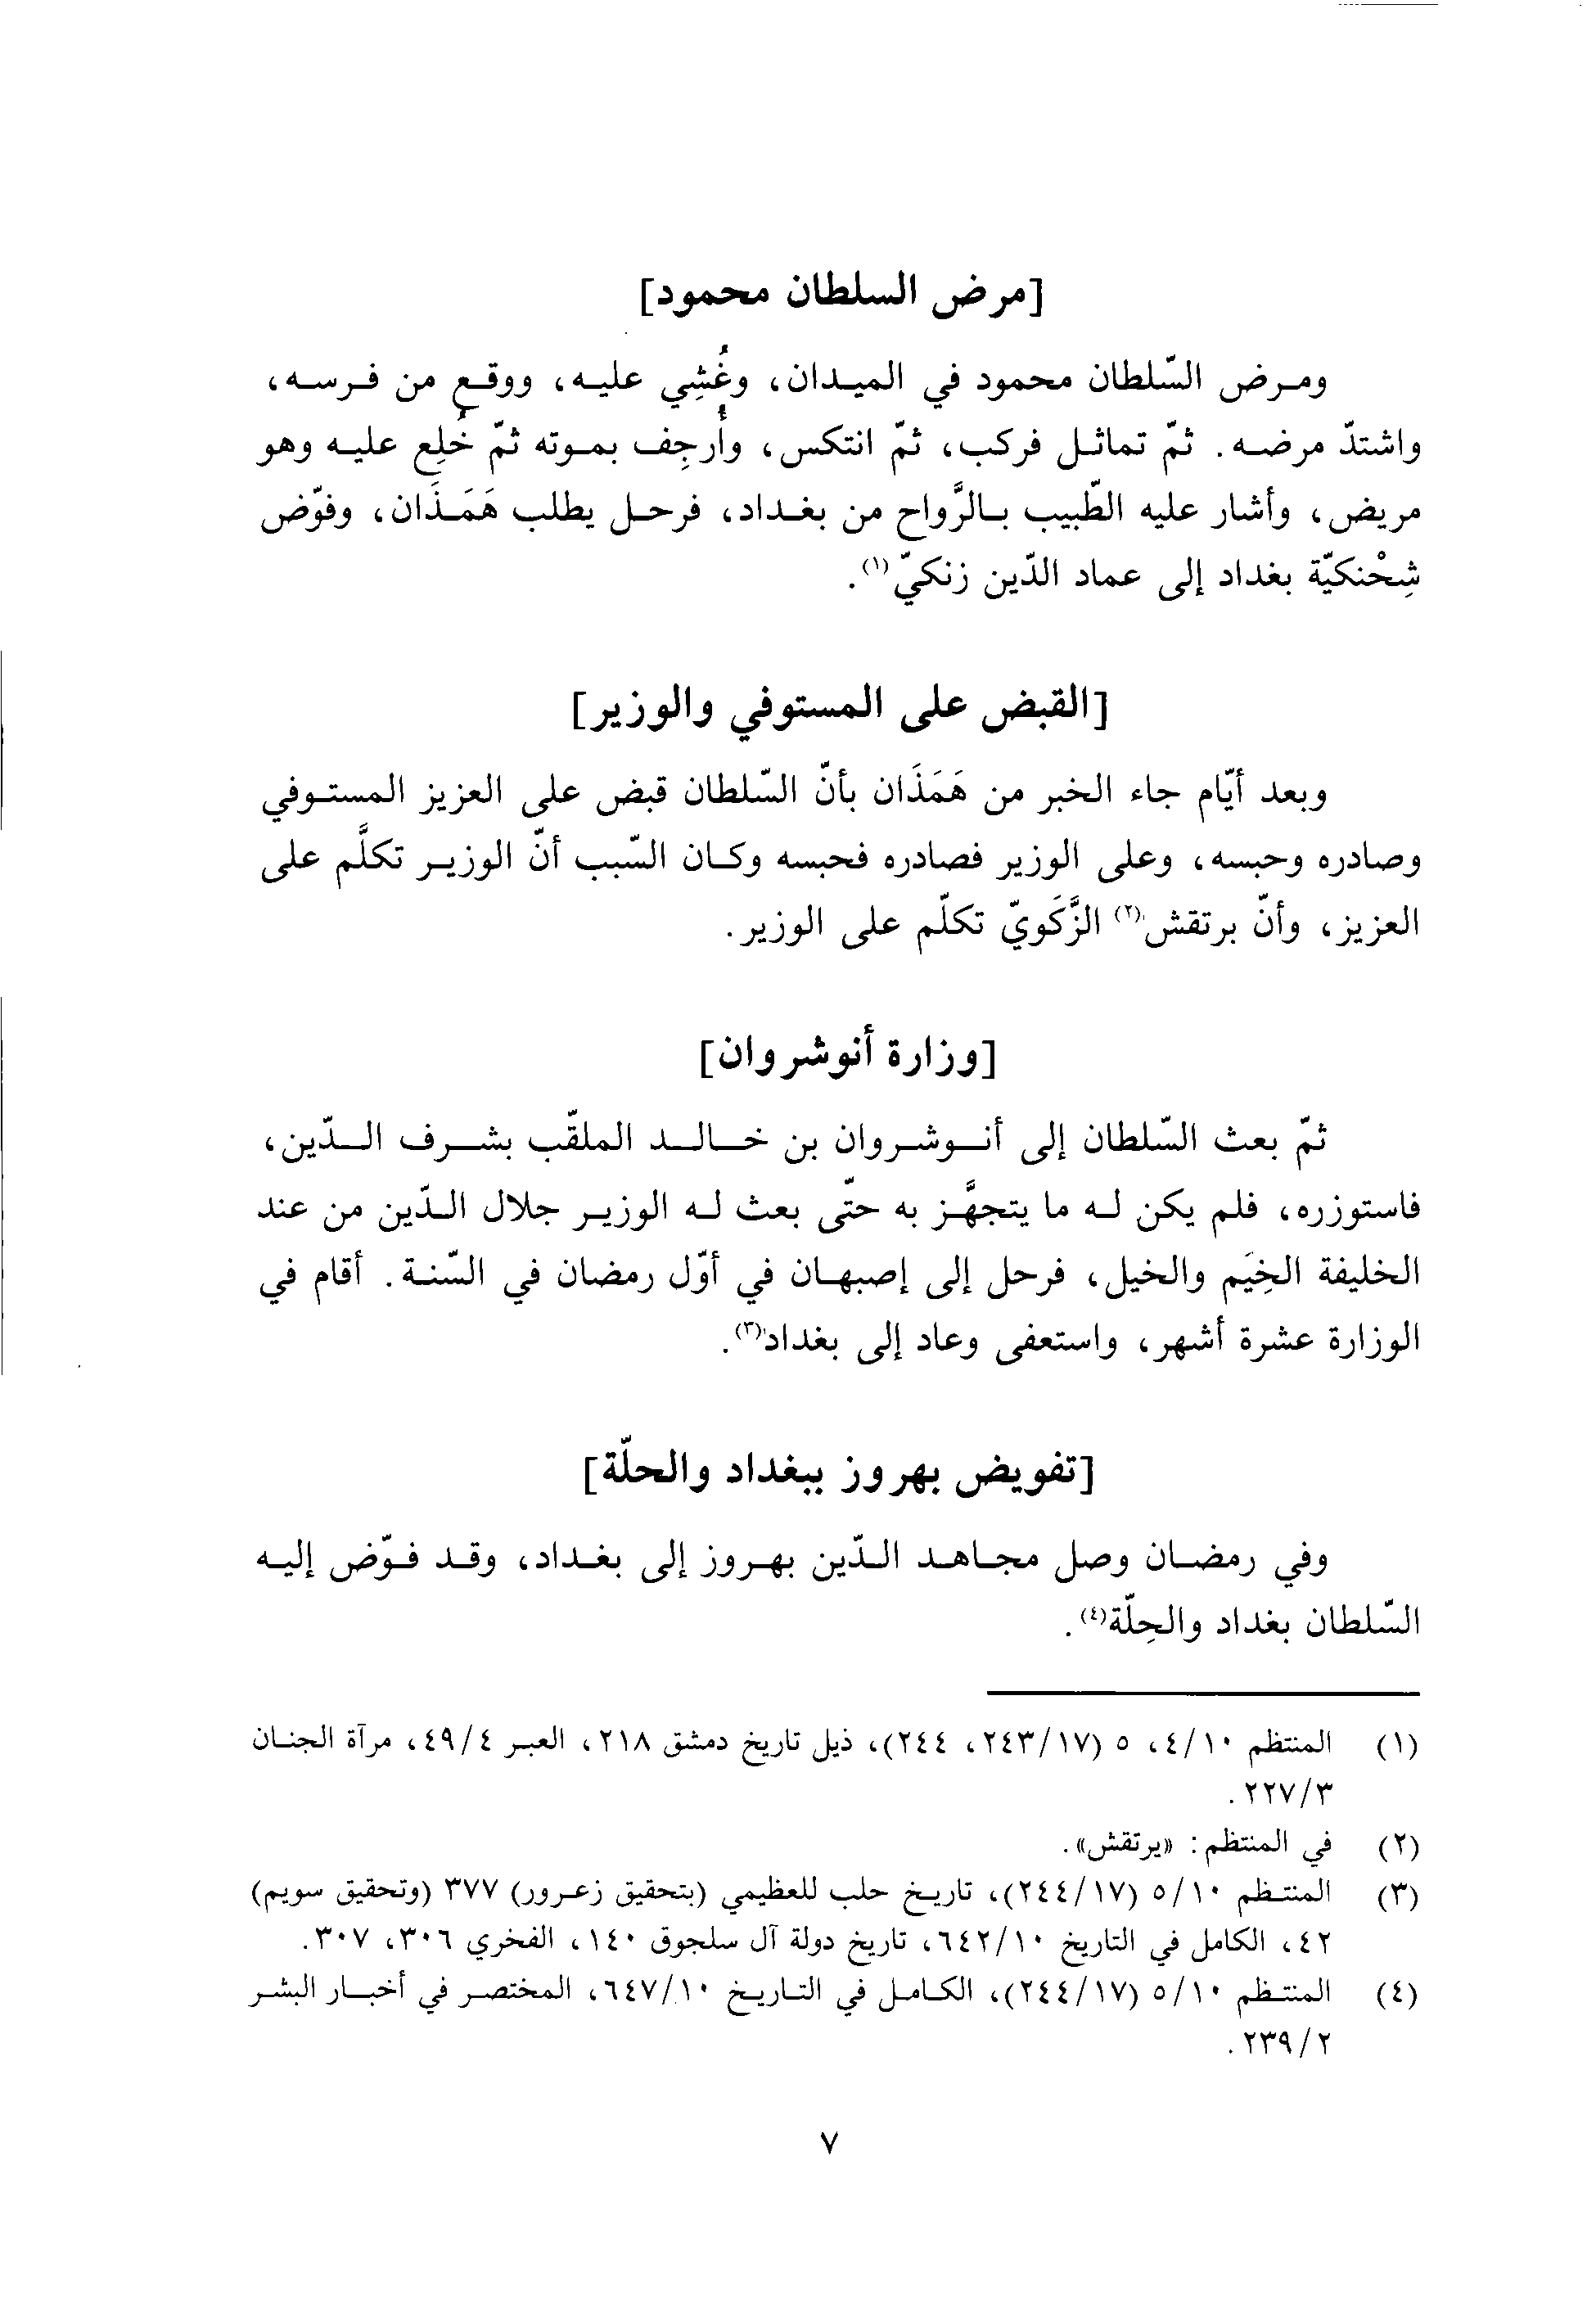 [مرض السلطان محمود]
ومرض السّلطان محمود في الميدان، وغُشِي عليه، ووقع من فرسه،
واشتدّ مرضه. ثمّ تماثل فركب، ثمّ انتكس، وأُرجِف بموته ثمّ خُلِع عليه وهو
مريض، وأشار عليه الطّبيب بالرَّواح من بغداد، فرحل يطلب هَمَذَان، وفوّض
شِحْنكيّة بغداد إلى عماد الدّين زنكيّ(١).
[القبض على المستوفي والوزير]
وبعد أيّام جاء الخبر من هَمَذَان بأنّ السّلطان قبض على العزيز المستوفي
وصادره وحبسه، وعلى الوزير فصادره فحبسه وكان السّبب أنّ الوزير تكلَّم على
العزيز، وأنّ برتقش(٢) الزَّكَويّ تكلّم على الوزير.
[وزارة أنوشروان]
ثمّ بعث السّلطان إلى أنوشروان بن خالد الملقّب بشرف الدّين،
فاستوزره، فلم يكن له ما يتجهَّز به حتّى بعث له الوزير جلال الدّين من عند
الخليفة الخِيَم والخيل، فرحل إلى إصبهان في أوّل رمضان في السّنة. أقام في
الوزارة عشرة أشهر، واستعفى وعاد إلى بغداد(٣).
[تفويض بهروز ببغداد والحلّة]
وفي رمضان وصل مجاهد الدّين بهروز إلى بغداد، وقد فوّض إليه
السّلطان بغداد والحِلّة(٤).
(١) المنتظم ٤/١٠، ٥ (٢٤٣/١٧، ٢٤٤)، ذيل تاريخ دمشق ٢١٨، العبر ٤٩/٤، مرآة الجنان
٢٢٧/٣.
(٢) في المنتظم: «يرتقش».
(٣) المنتظم ٥/١٠ (٢٤٤/١٧)، تاريخ حلب للعظيمي (بتحقيق زعرور) ٣٧٧ (وتحقيق سويم)
٤٢، الكامل في التاريخ ٦٤٢/١٠، تاريخ دولة آل سلجوق ١٤٠، الفخري ٣٠٦، ٣٠٧.
(٤) المنتظم ٥/١٠ (٢٤٤/١٧)، الكامل في التاريخ ٦٤٧/١٠، المختصر في أخبار البشر
٢٣٩/٢.
٧